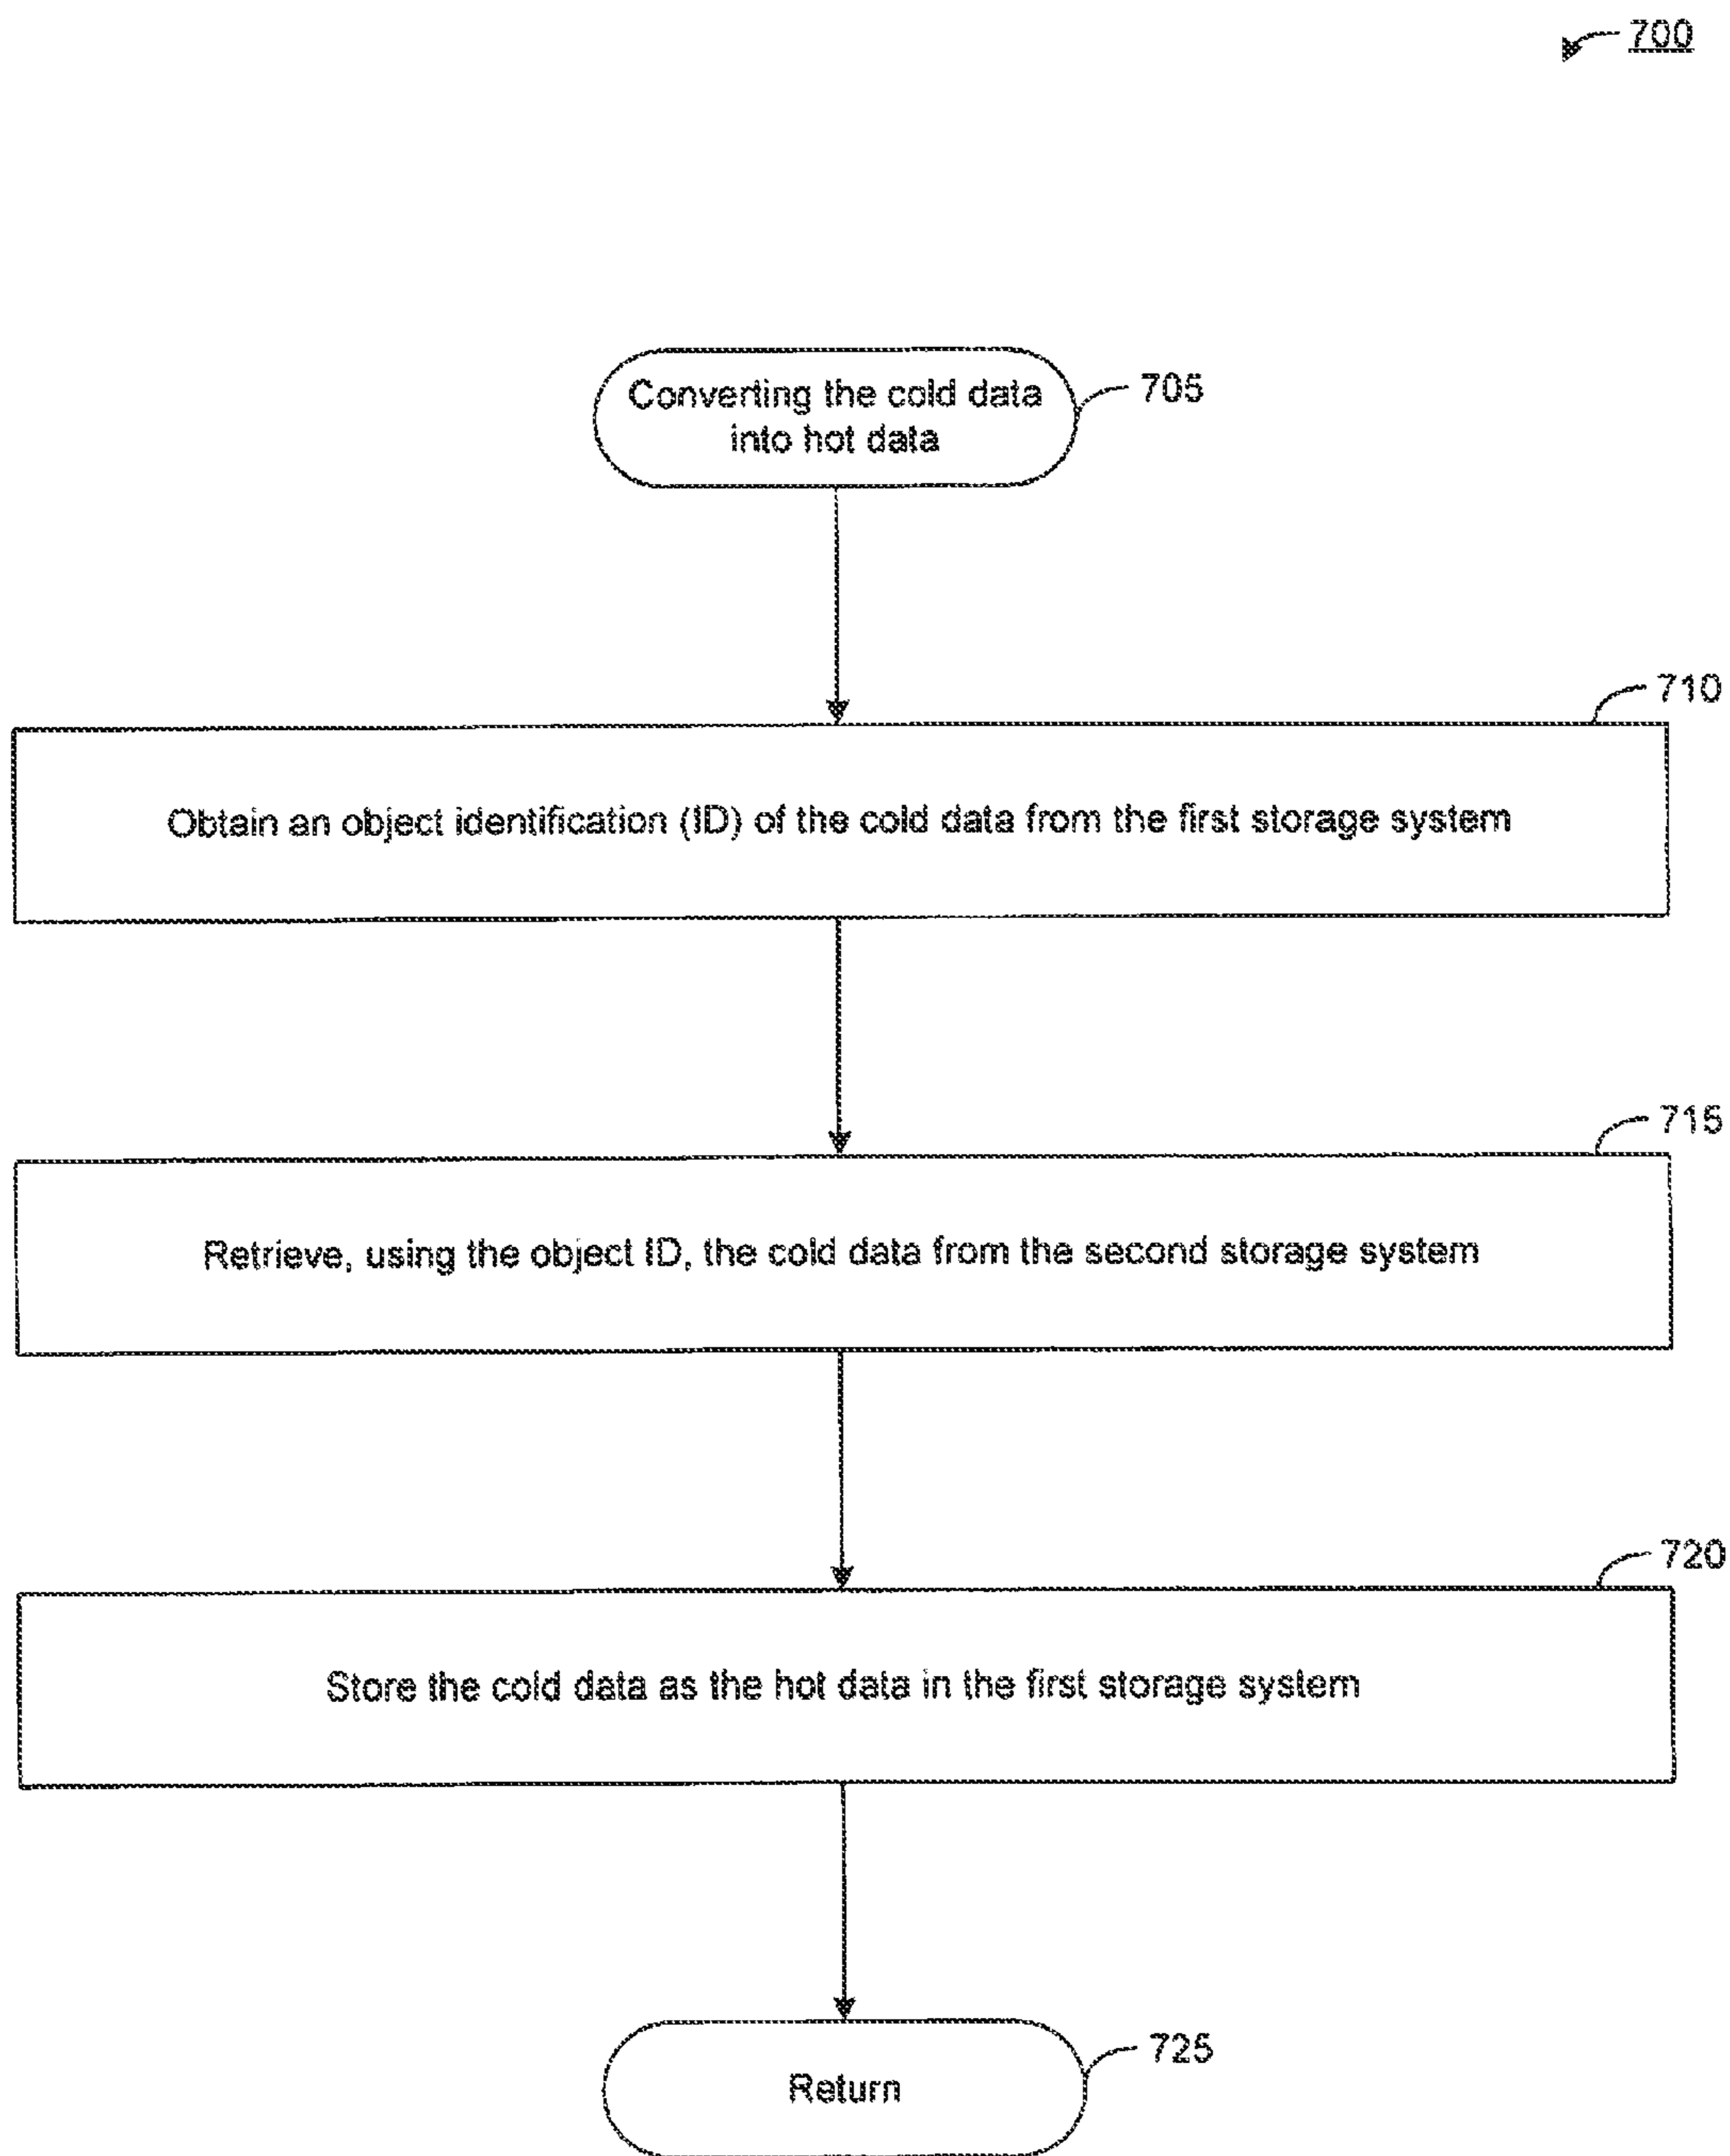 700
Converting the cold data
into hot data
705
710
Obtain an object identification (ID) of the cold data from the first storage system
715
Retrieve, using the object ID, the cold data from the second storage system
720
Store the cold data as the hot data in the first storage system
725
Return